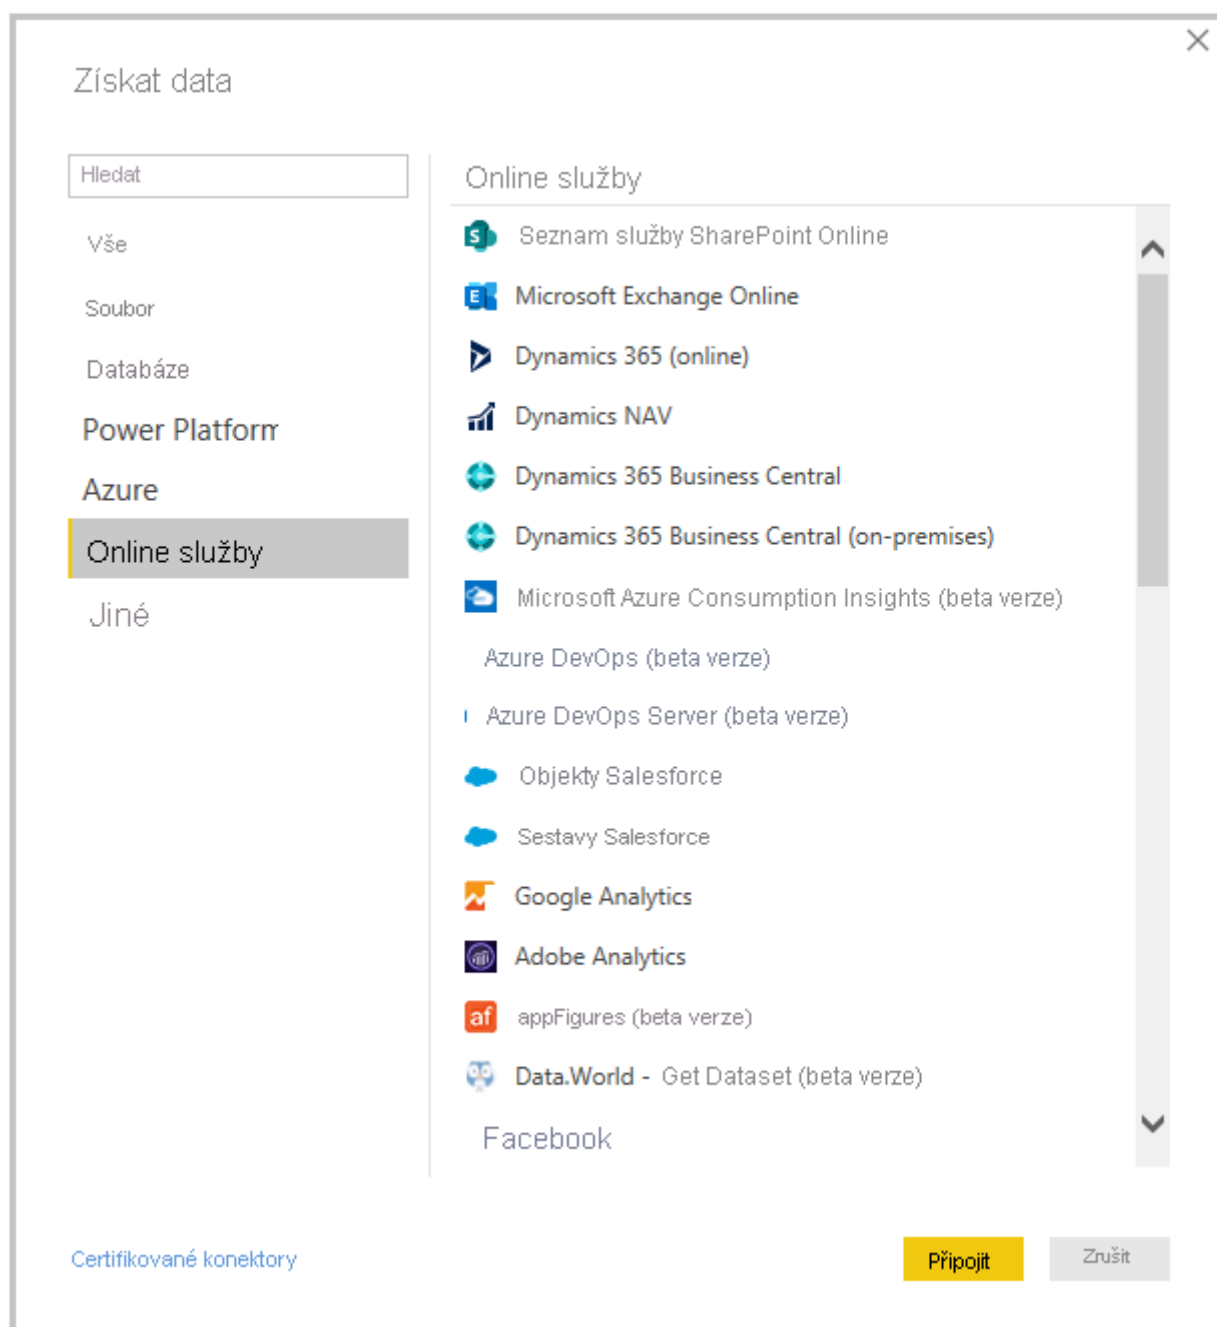 Získat data
Hledat
Vše
Soubor
Databáze
Power Platform
Azure
Online služby
Jiné
Online služby
Seznam služby SharePoint Online
Microsoft Exchange Online
Dynamics 365 (online)
Dynamics NAV
Dynamics 365 Business Central
Dynamics 365 Business Central (on-premises)
Microsoft Azure Consumption Insights (beta verze)
Azure DevOps (beta verze)
Azure DevOps Server (beta verze)
Objekty Salesforce
Sestavy Salesforce
Google Analytics
Adobe Analytics
af appFigures (beta verze)
Data.World - Get Dataset (beta verze)
Facebook
Certifikované konektory
Připojit
Zrušit